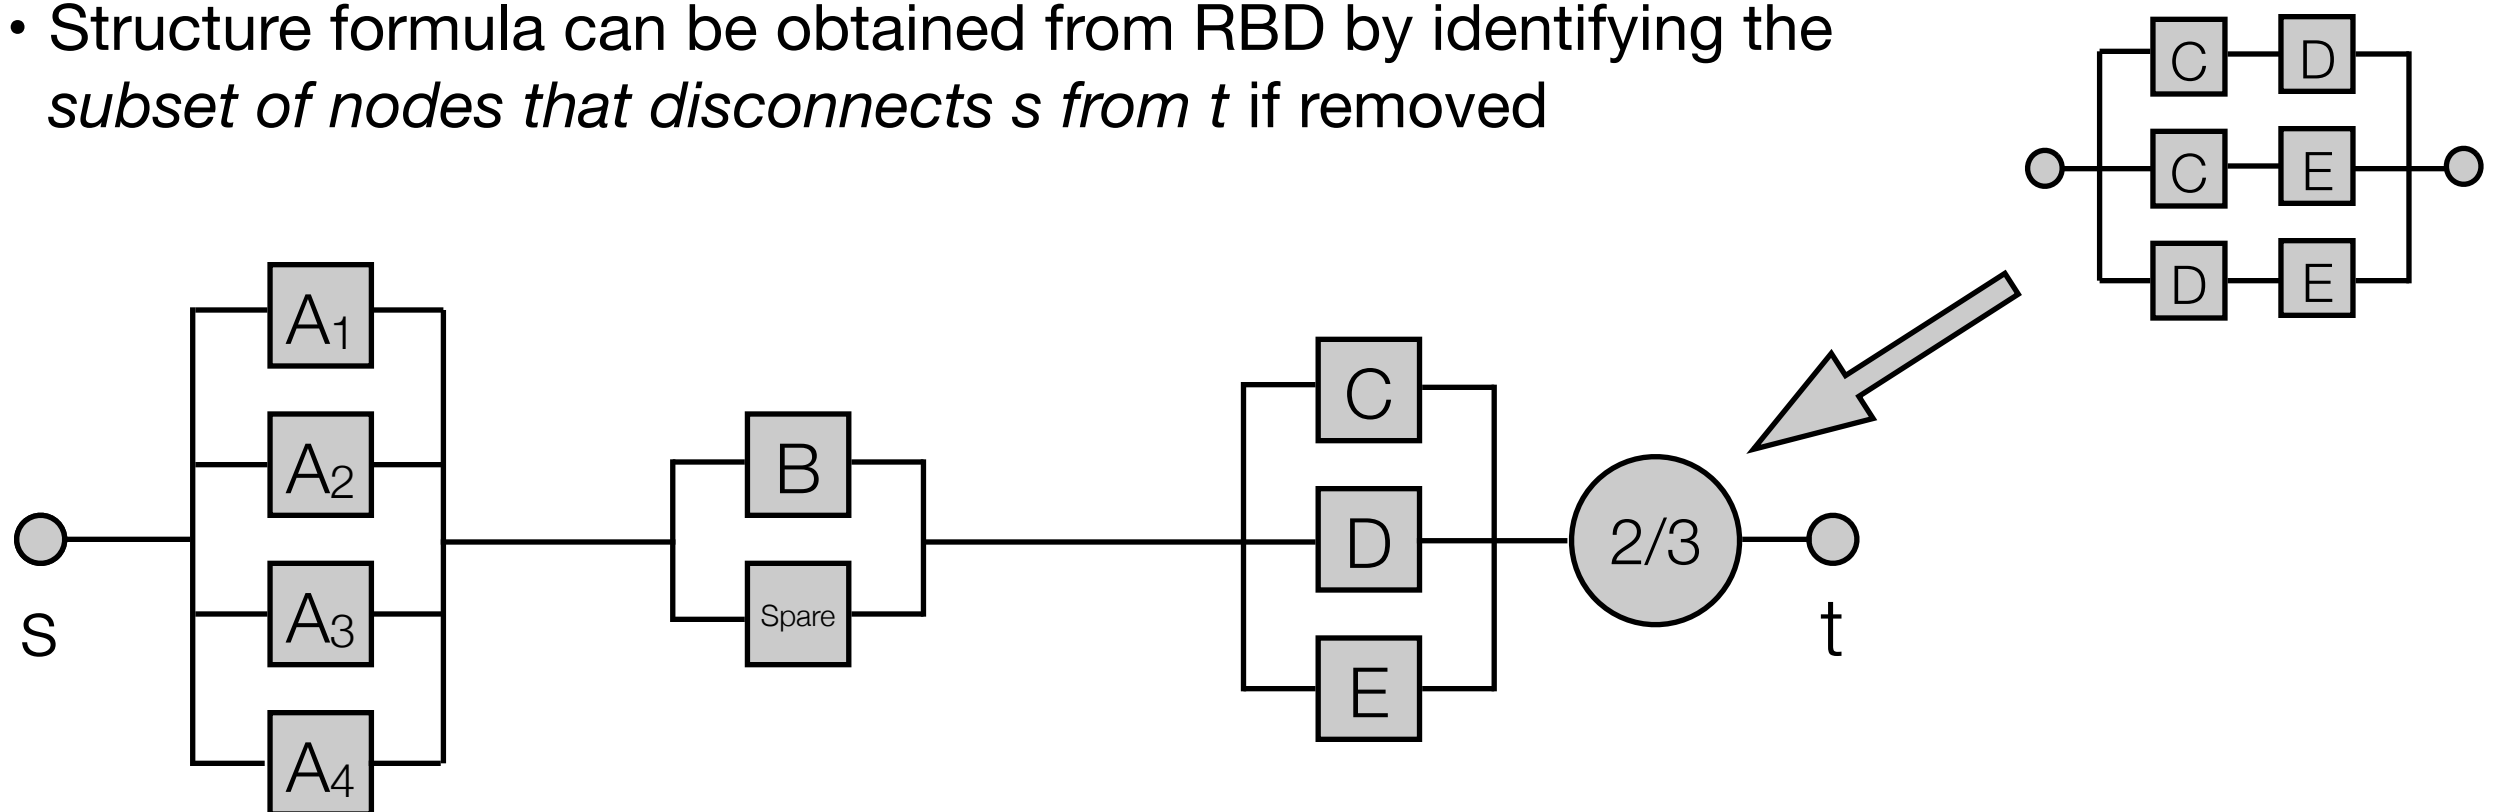 • Structure formula can be obtained from RBD by identifying the
subset of nodes that disconnects s from t if removed
C D
C E
D E
A1
A2
A3
A4
S
B
Spare
C
D
E
2/3
t